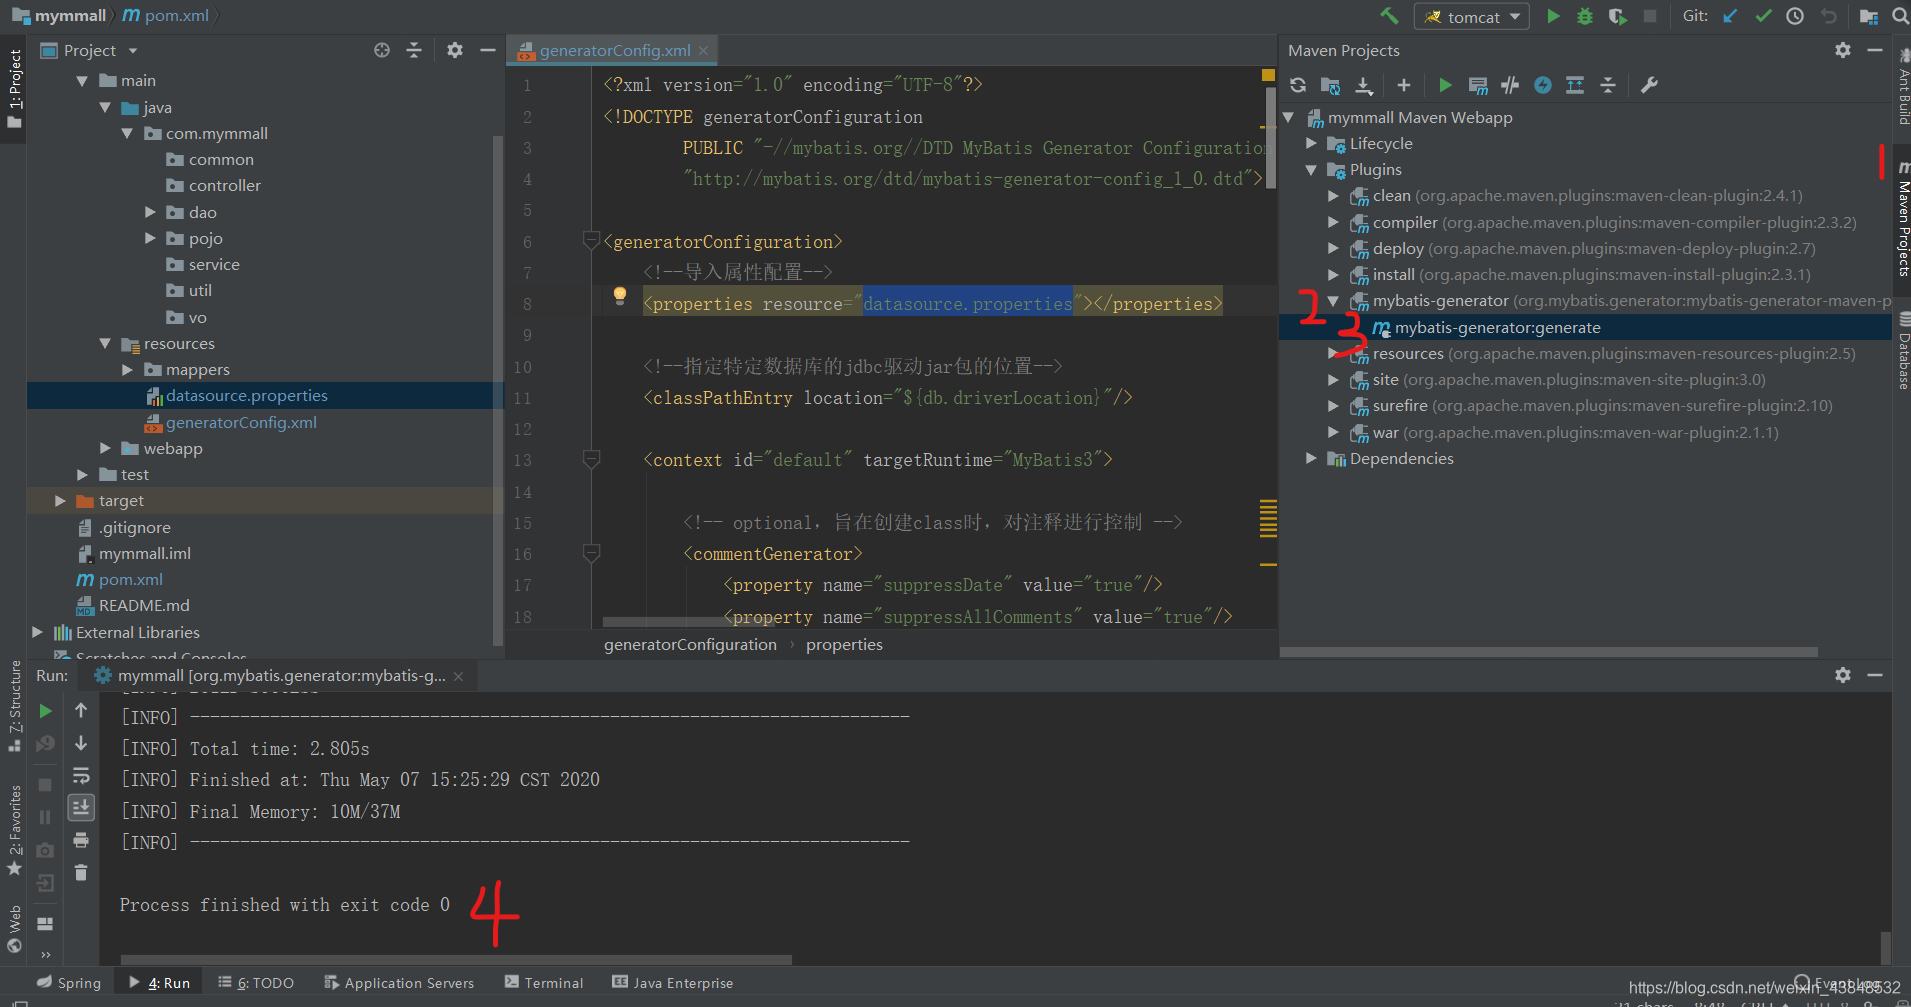 mymmall
pom.xml
tomcat
Git:
Project
main
java
com.mymmall
common
controller
dao
pojo
service
util
vo
resources
mappers
datasource.properties
generatorConfig.xml
webapp
test
target
.gitignore
mymmall.iml
pom.xml
README.md
External Libraries
Scratches and Consoles
1: Project
7: Structure
2: Favorites
Web
generatorConfig.xml
1 <?xml version="1.0" encoding="UTF-8"?>
2 <!DOCTYPE generatorConfiguration
3 PUBLIC "-//mybatis.org//DTD MyBatis Generator Configuration
4 "http://mybatis.org/dtd/mybatis-generator-config_1_0.dtd">
5
6 <generatorConfiguration>
7 <!--导入属性配置-->
8 <properties resource="datasource.properties"></properties>
9
10 <!--指定特定数据库的jdbc驱动jar包的位置-->
11 <classPathEntry location="${db.driverLocation}"/>
12
13 <context id="default" targetRuntime="MyBatis3">
14
15 <!-- optional，旨在创建class时，对注释进行控制 -->
16 <commentGenerator>
17 <property name="suppressDate" value="true"/>
18 <property name="suppressAllComments" value="true"/>
generatorConfiguration
properties
Maven Projects
mymmall Maven Webapp
Lifecycle
Plugins
clean (org.apache.maven.plugins:maven-clean-plugin:2.4.1)
compiler (org.apache.maven.plugins:maven-compiler-plugin:2.3.2)
deploy (org.apache.maven.plugins:maven-deploy-plugin:2.7)
install (org.apache.maven.plugins:maven-install-plugin:2.3.1)
mybatis-generator (org.mybatis.generator:mybatis-generator-maven-p
mybatis-generator:generate
resources (org.apache.maven.plugins:maven-resources-plugin:2.5)
site (org.apache.maven.plugins:maven-site-plugin:3.0)
surefire (org.apache.maven.plugins:maven-surefire-plugin:2.10)
war (org.apache.maven.plugins:maven-war-plugin:2.1.1)
Dependencies
1
2
3
Ant Build
Maven Projects
Database
Run:
mymmall [org.mybatis.generator:mybatis-g...
[INFO] BUILD SUCCESS
[INFO] ------------------------------------------------------------------------
[INFO] Total time: 2.805s
[INFO] Finished at: Thu May 07 15:25:29 CST 2020
[INFO] Final Memory: 10M/37M
[INFO] ------------------------------------------------------------------------
Process finished with exit code 0
4
Spring
4: Run
6: TODO
Application Servers
Terminal
Java Enterprise
Event Log
https://blog.csdn.net/weixin_43848532